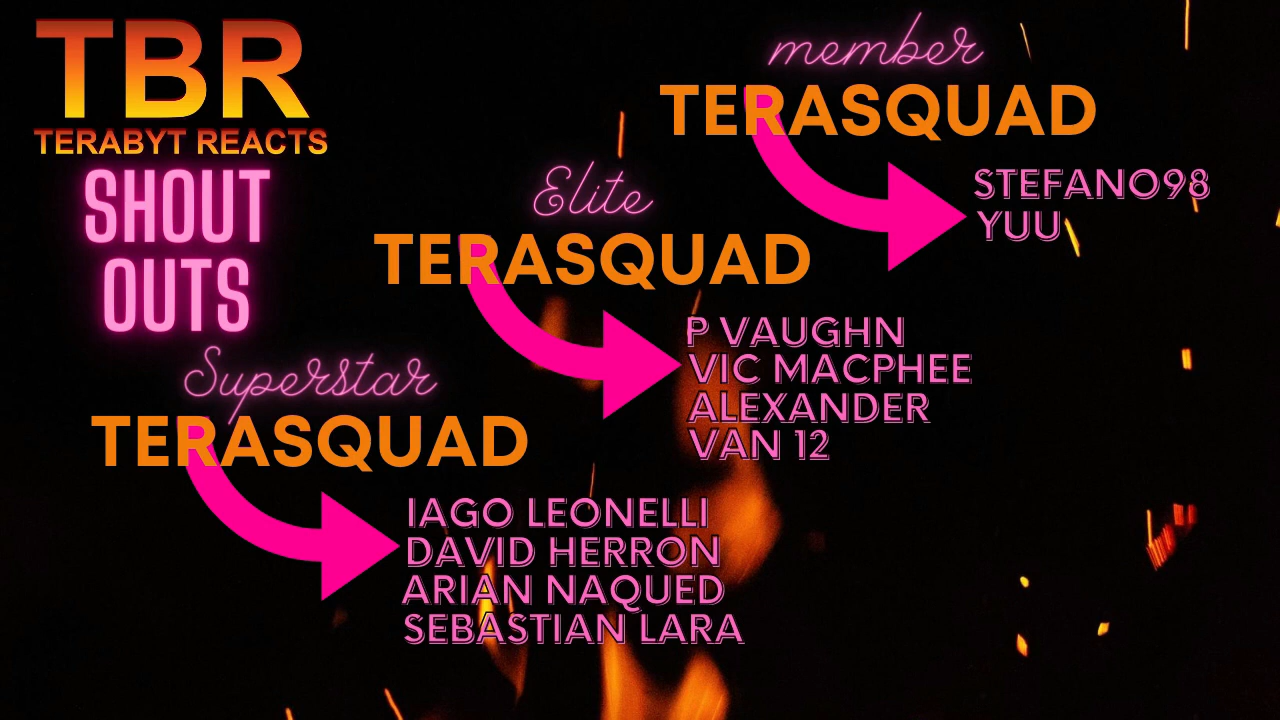 TBR
TERABYT REACTS
SHOUT
OUTS
member
TERASQUAD
STEFANO98
YUU
Elite
TERASQUAD
P VAUGHN
VIC MACPHEE
ALEXANDER
VAN 12
Superstar
TERASQUAD
IAGO LEONELLI
DAVID HERRON
ARIAN NAQUED
SEBASTIAN LARA